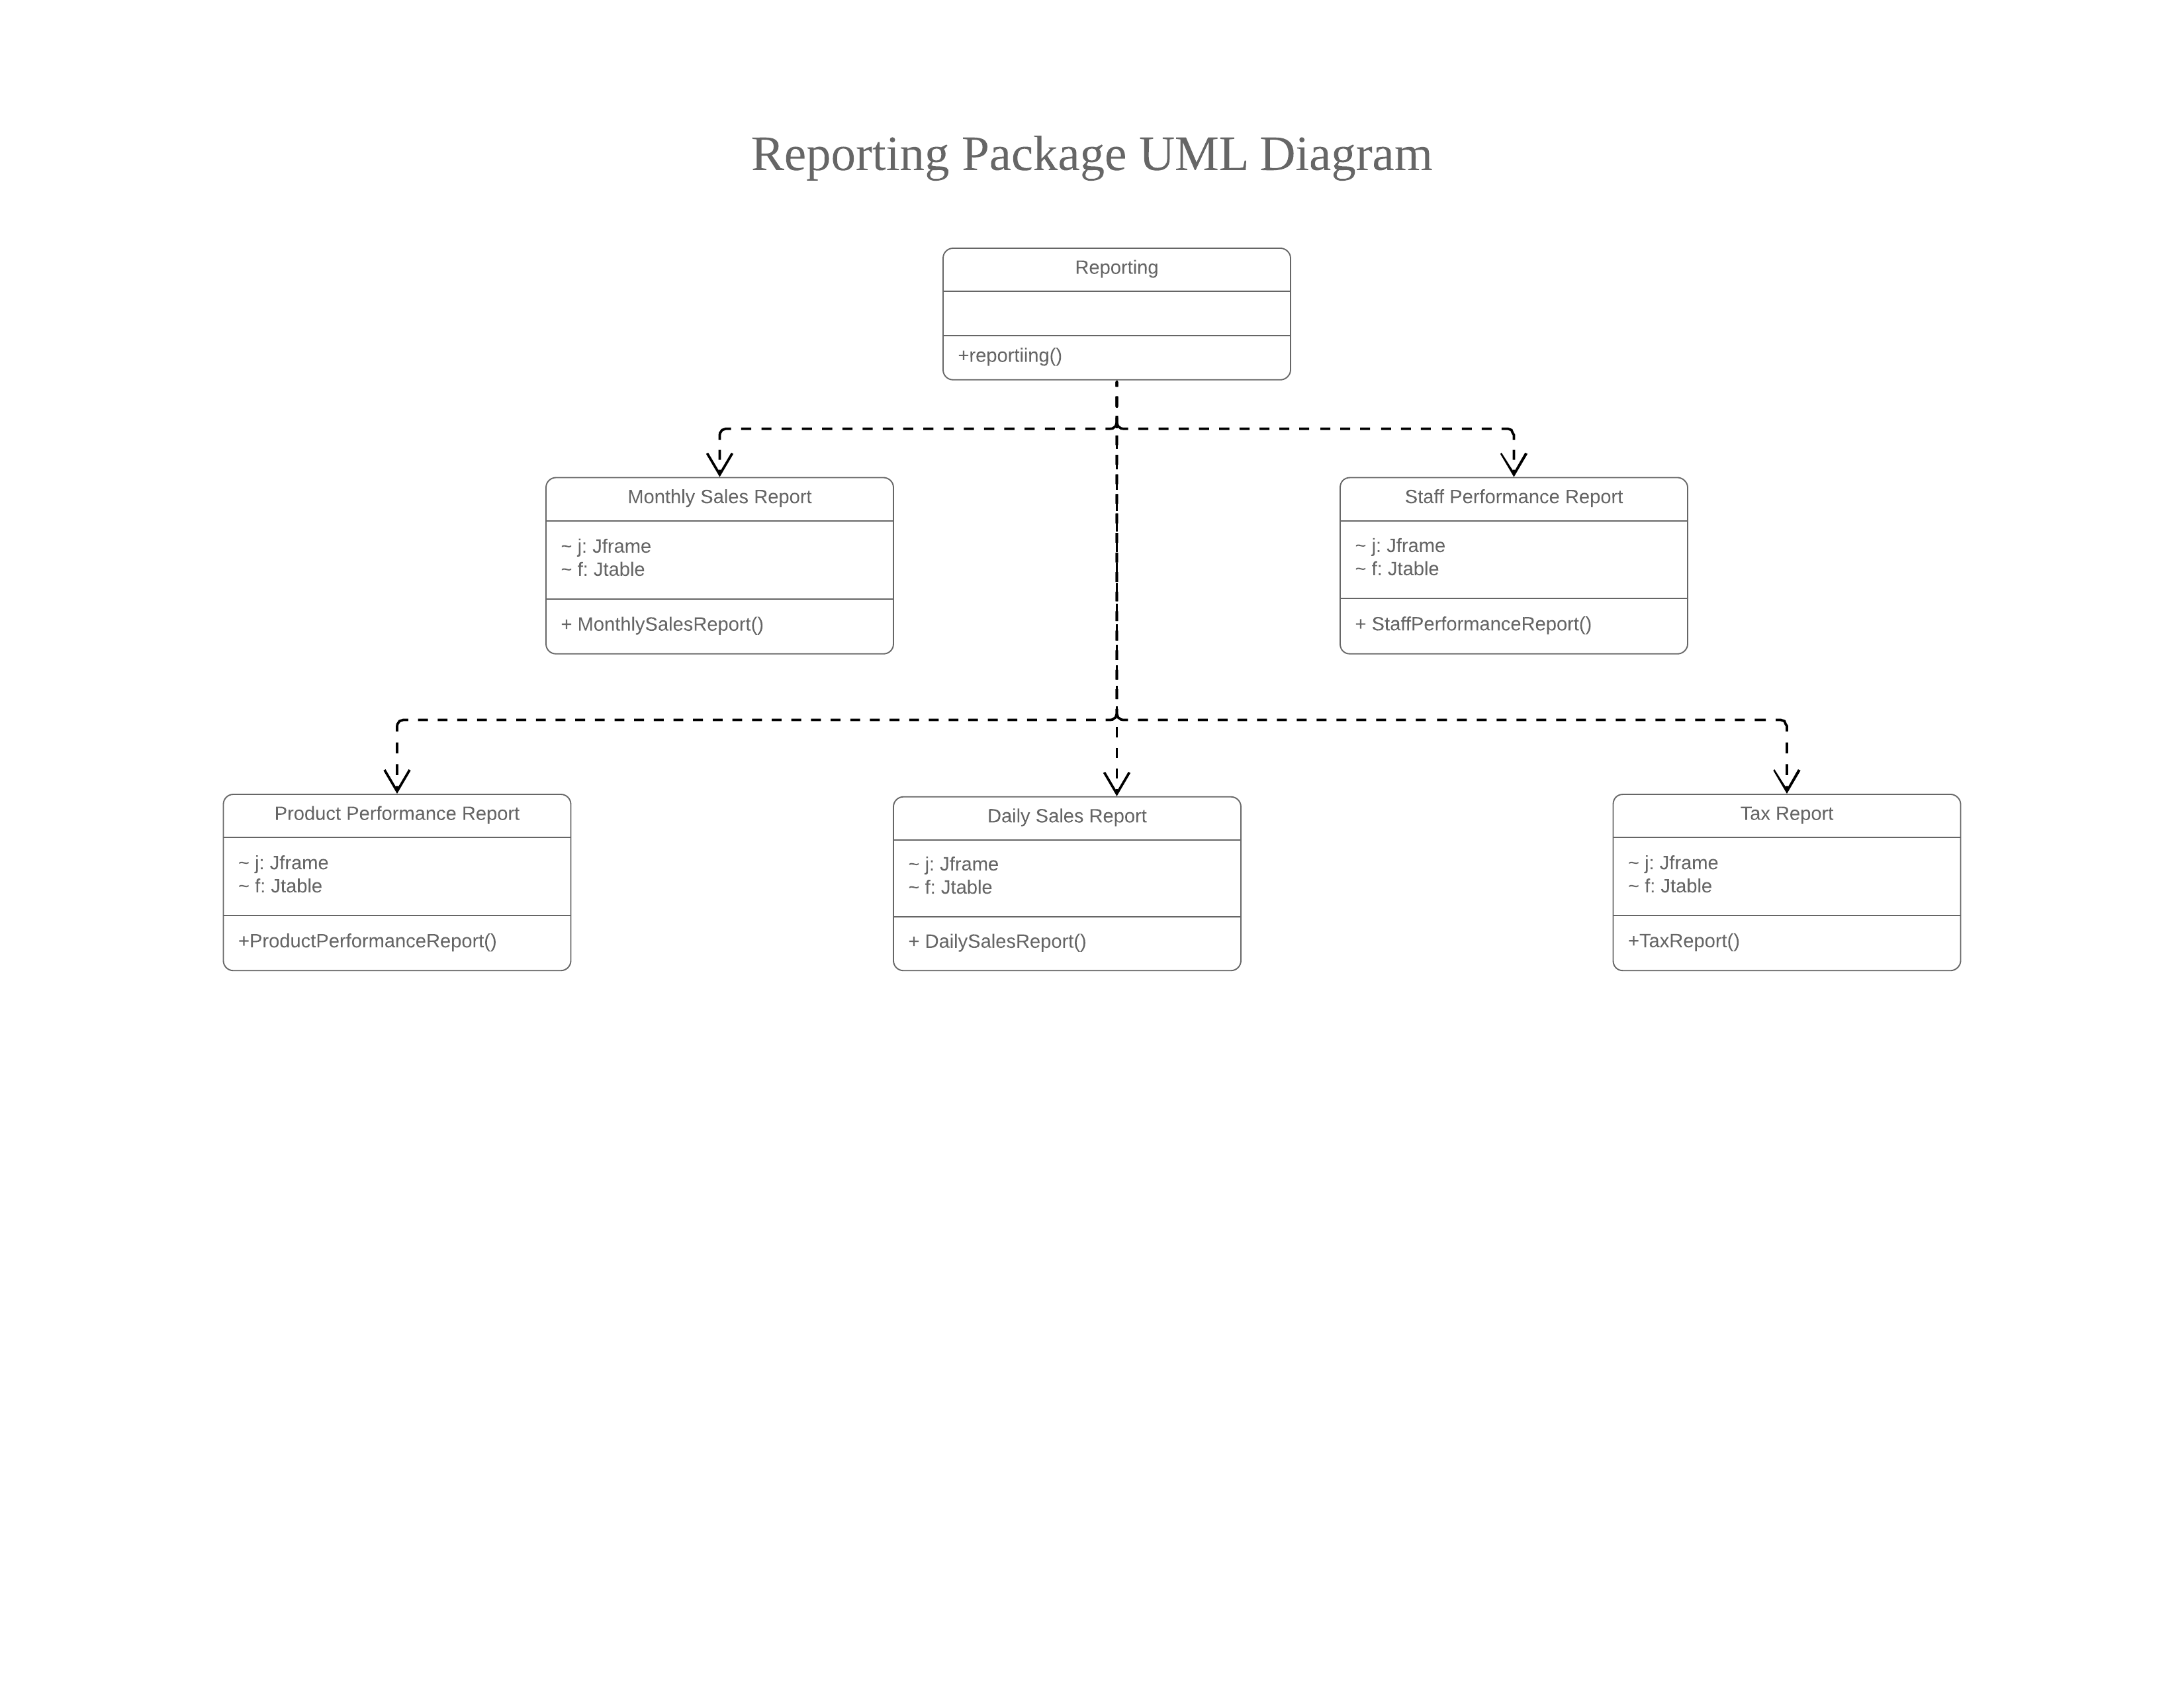 Reporting Package UML Diagram
Reporting
+reportiing()
Monthly Sales Report
~ j: Jframe
~ f: Jtable
+ MonthlySalesReport()
Staff Performance Report
~ j: Jframe
~ f: Jtable
+ StaffPerformanceReport()
Product Performance Report
~ j: Jframe
~ f: Jtable
+ProductPerformanceReport()
Daily Sales Report
~ j: Jframe
~ f: Jtable
+ DailySalesReport()
Tax Report
~ j: Jframe
~ f: Jtable
+TaxReport()